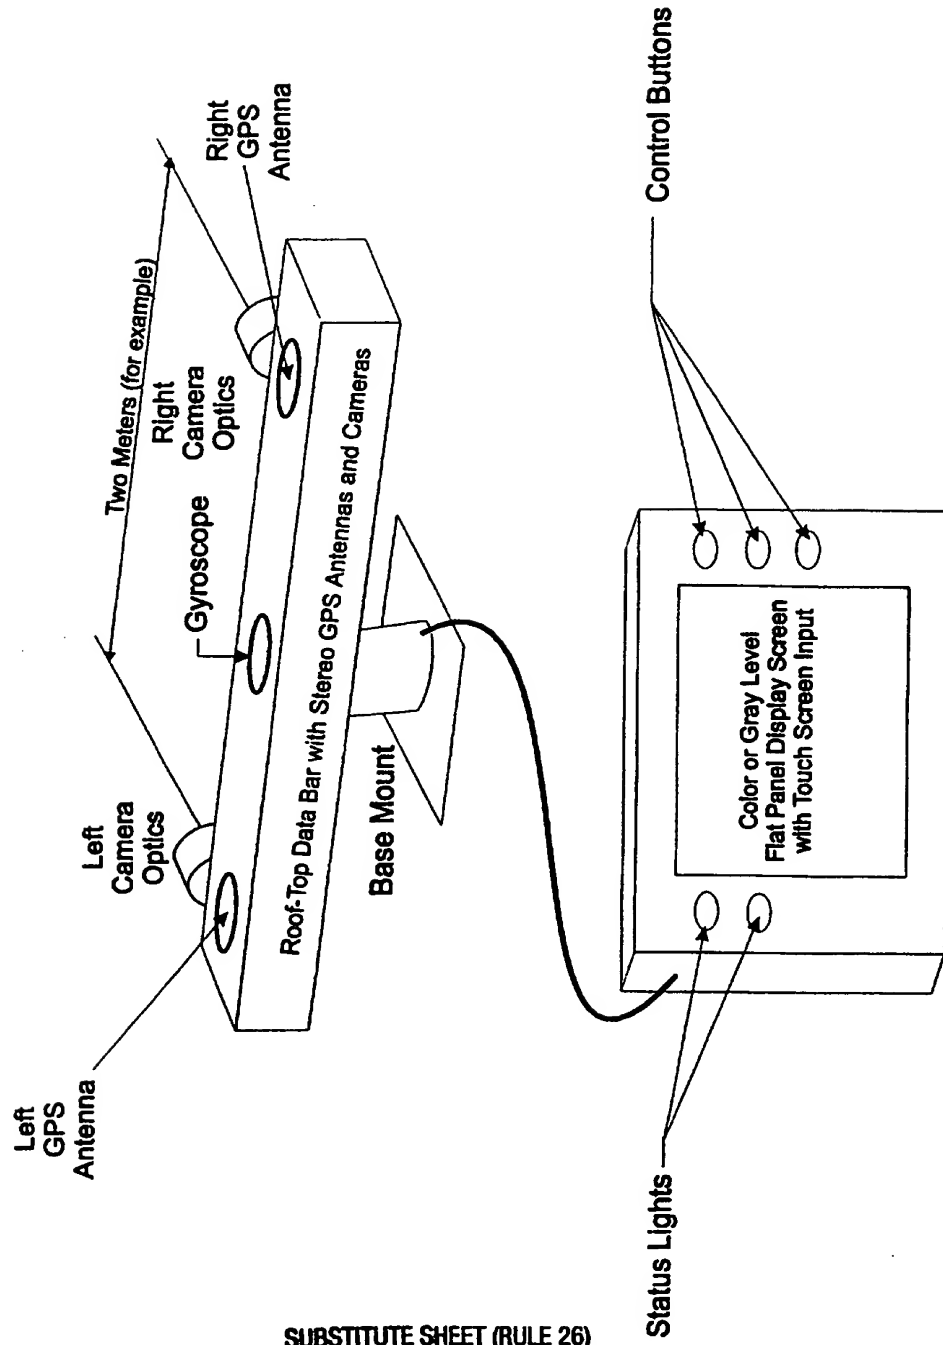 Left
GPS
Antenna
Left
Camera
Optics
Two Meters (for example)
Gyroscope
Right
Camera
Optics
Right
GPS
Antenna
Roof-Top Data Bar with Stereo GPS Antennas and Cameras
Base Mount
Status Lights
Color or Gray Level
Flat Panel Display Screen
with Touch Screen Input
Control Buttons
SUBSTITUTE SHEET (RULE 26)